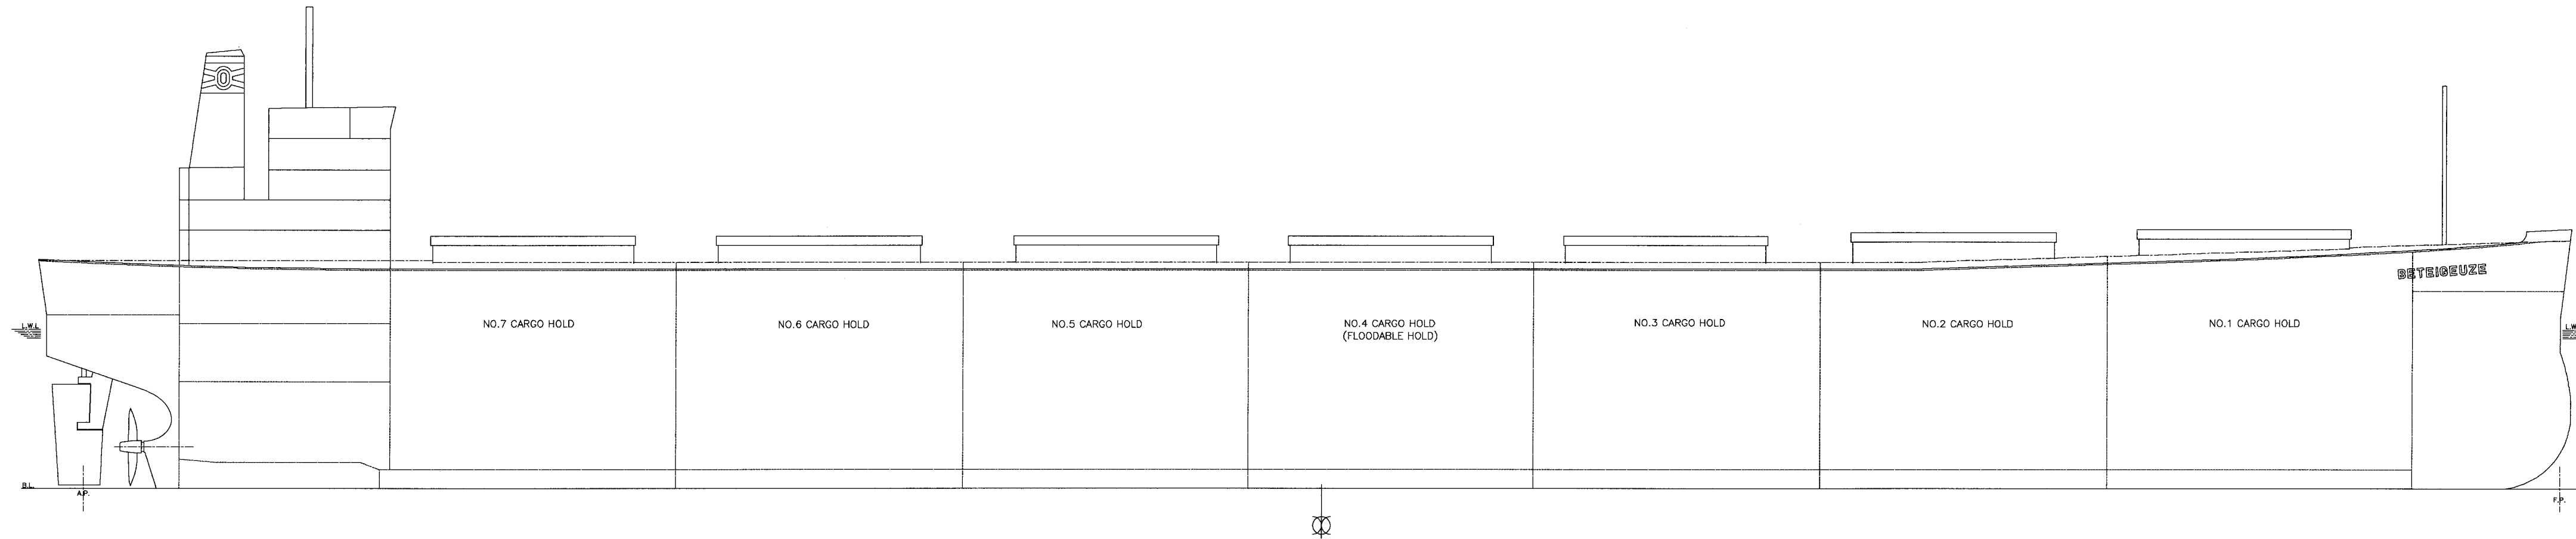 BETEIGEUZE
L.W.L
NO.7 CARGO HOLD
NO.6 CARGO HOLD
NO.5 CARGO HOLD
NO.4 CARGO HOLD
(FLOODABLE HOLD)
NO.3 CARGO HOLD
NO.2 CARGO HOLD
NO.1 CARGO HOLD
L.W
B.L.
A.P.
F.P.